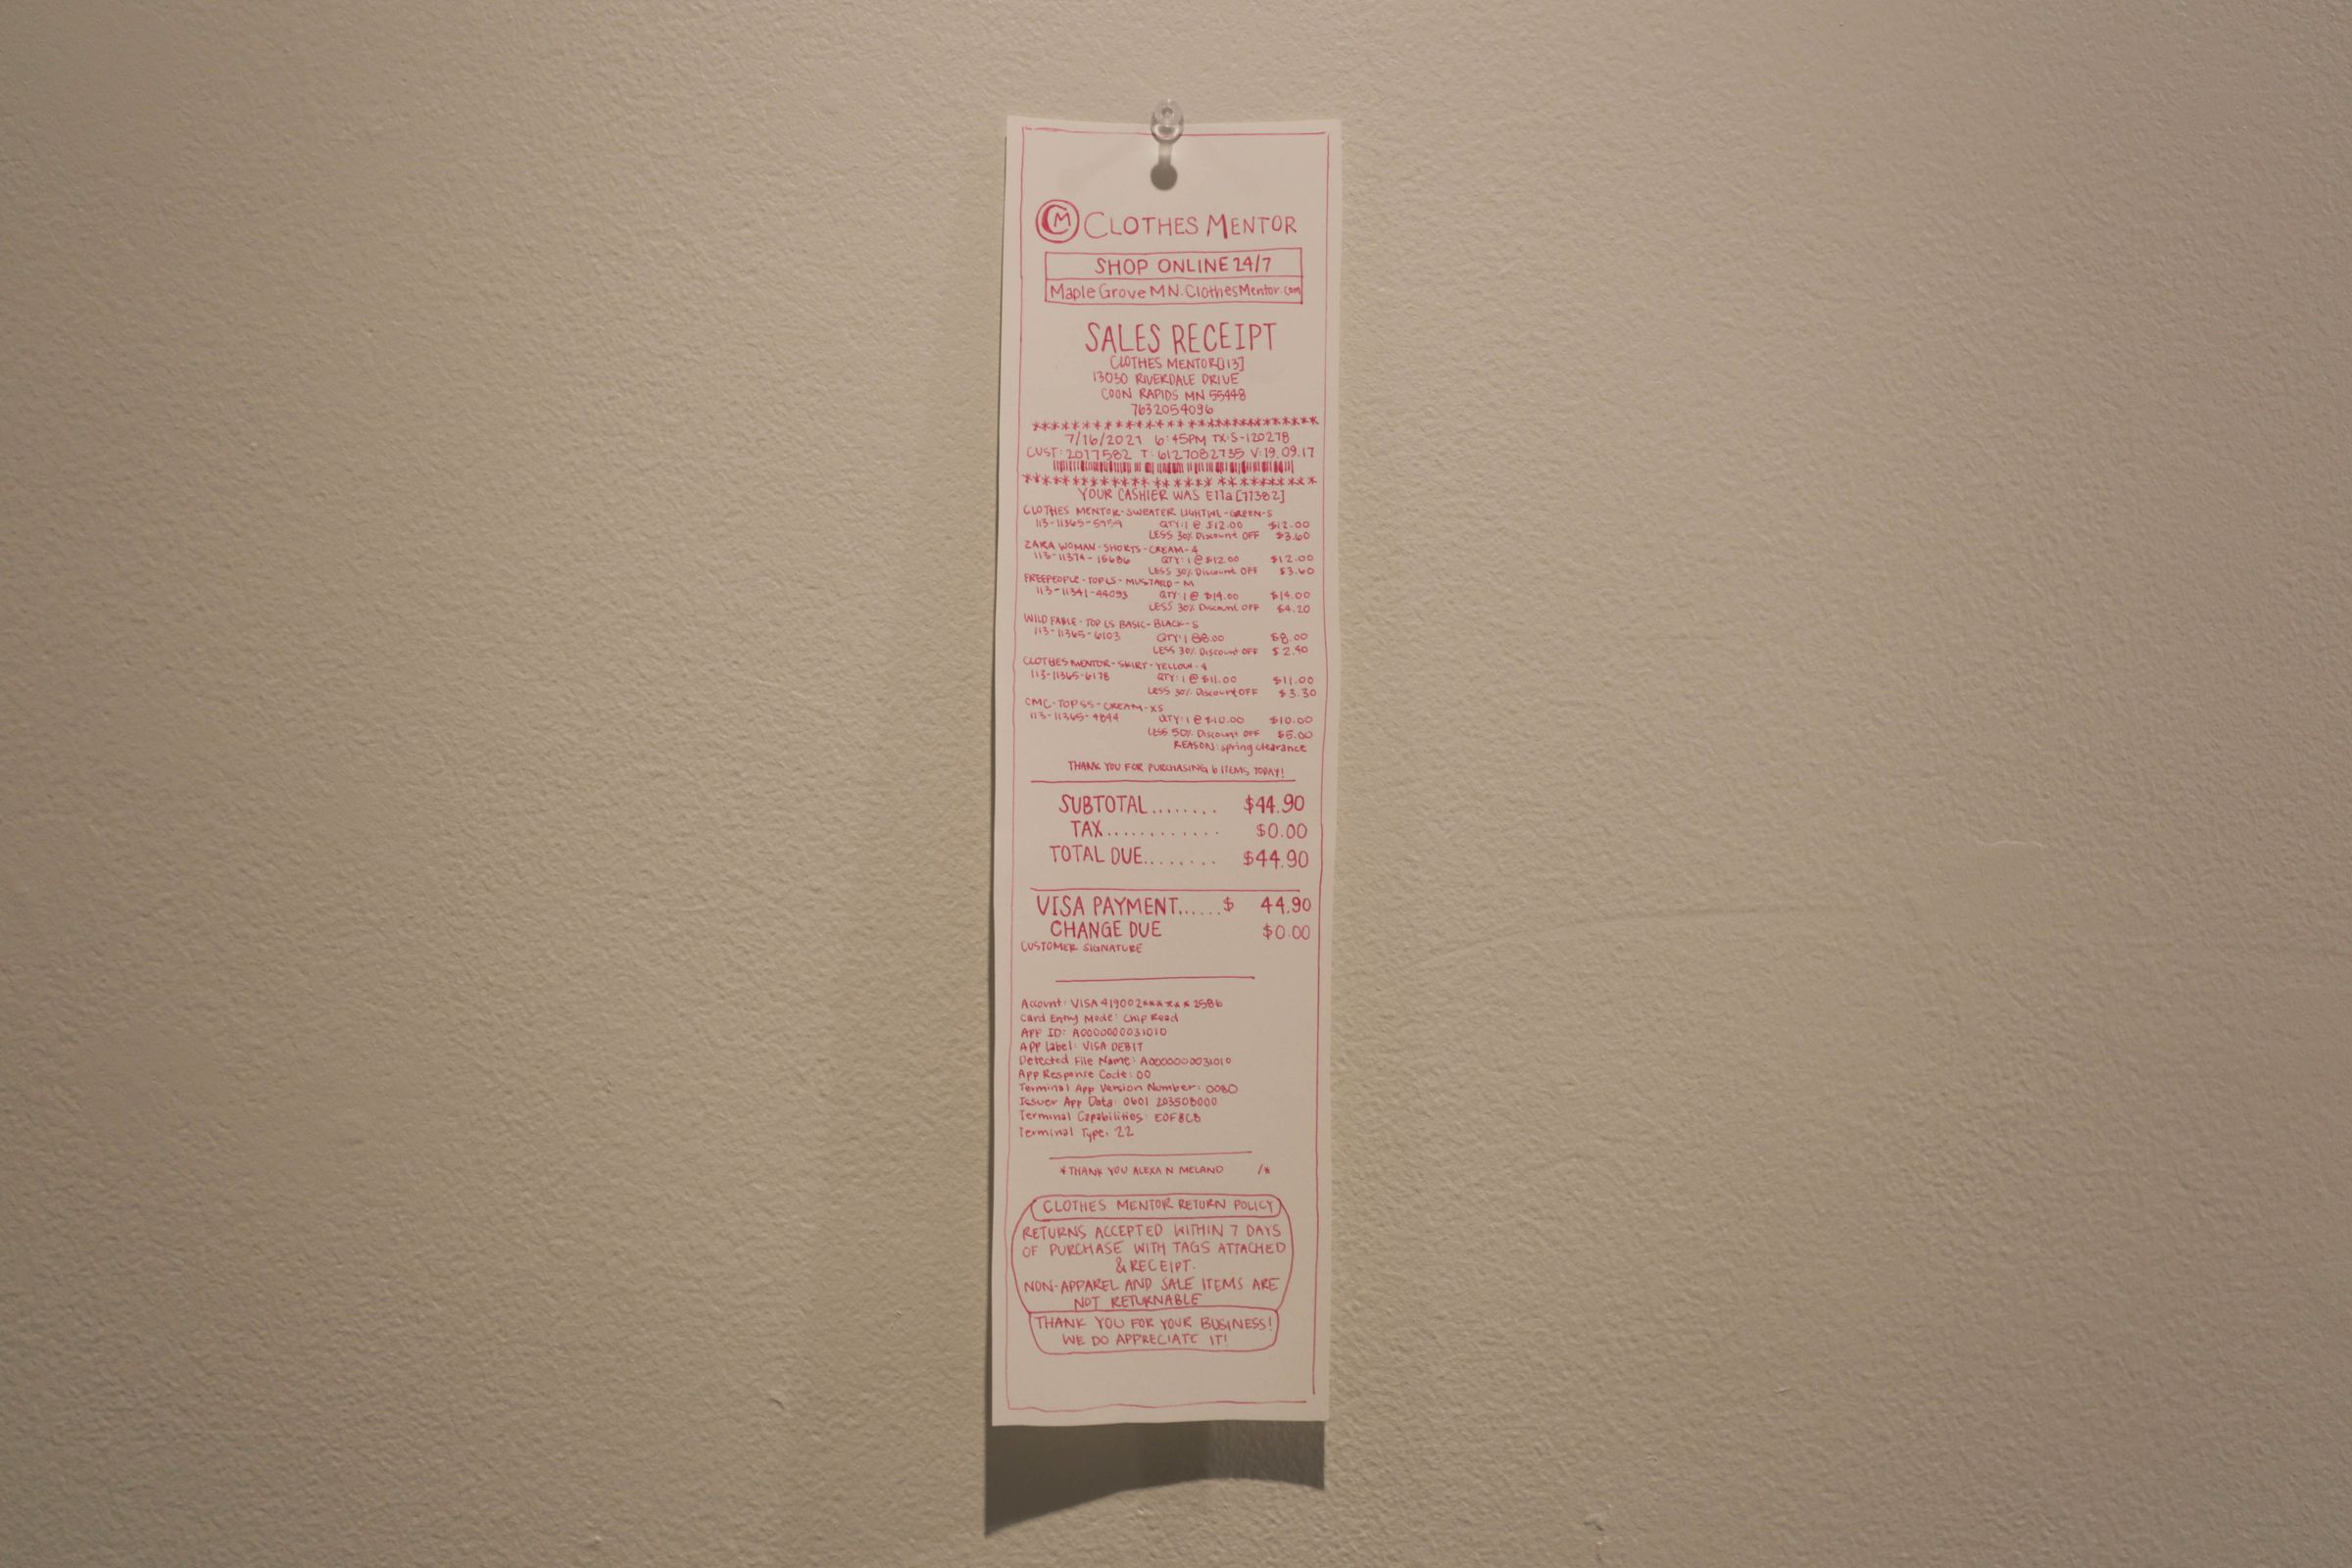 CM CLOTHES MENTOR
SHOP ONLINE 24/7
MapleGroveMN.ClothesMentor.com
SALES RECEIPT
CLOTHES MENTOR[113]
13030 RIVERDALE DRIVE
COON RAPIDS MN 55448
7632054096
****************************
7/16/2021 6:45PM TX:S-120278
CUST:2017582 T:6127082735 V:19.09.17
****************************
YOUR CASHIER WAS Ella [11382]
CLOTHES MENTOR-SWEATER LIGHTWL-GREEN-S
113-11365-5959 QTY:1 @ $12.00 $12.00
LESS 30% Discount OFF $3.60
ZARA WOMAN-SHORTS-CREAM-4
113-11374-15686 QTY:1 @ $12.00 $12.00
LESS 30% Discount OFF $3.60
FREEPEOPLE-TOP LS-MUSTARD-M
113-11341-44093 QTY:1 @ $14.00 $14.00
LESS 30% Discount OFF $4.20
WILD FABLE-TOP LS BASIC-BLACK-S
113-11365-6103 QTY:1 @8.00 $8.00
LESS 30% Discount OFF $2.40
CLOTHES MENTOR-SKIRT-YELLOW-4
113-11365-6178 QTY:1 @ $11.00 $11.00
LESS 30% Discount OFF $3.30
CMC-TOP SS-CREAM-XS
113-11365-4844 QTY:1 @ $10.00 $10.00
LESS 50% Discount OFF $5.00
REASON: spring clearance
THANK YOU FOR PURCHASING 6 ITEMS TODAY!
SUBTOTAL........ $44.90
TAX............ $0.00
TOTAL DUE........ $44.90
VISA PAYMENT......$ 44.90
CHANGE DUE $0.00
CUSTOMER SIGNATURE
Account: VISA 419002****** 2586
Card Entry Mode: Chip Read
APP ID: A0000000031010
APP Label: VISA DEBIT
Detected File Name: A0000000031010
App Response Code: 00
Terminal App Version Number: 0080
Issuer App Data: 0601 203508000
Terminal Capabilities: E0F8C8
Terminal Type: 22
*THANK YOU ALEXA N MELAND /*
CLOTHES MENTOR RETURN POLICY
RETURNS ACCEPTED WITHIN 7 DAYS
OF PURCHASE WITH TAGS ATTACHED
& RECEIPT.
NON-APPAREL AND SALE ITEMS ARE
NOT RETURNABLE
THANK YOU FOR YOUR BUSINESS!
WE DO APPRECIATE IT!